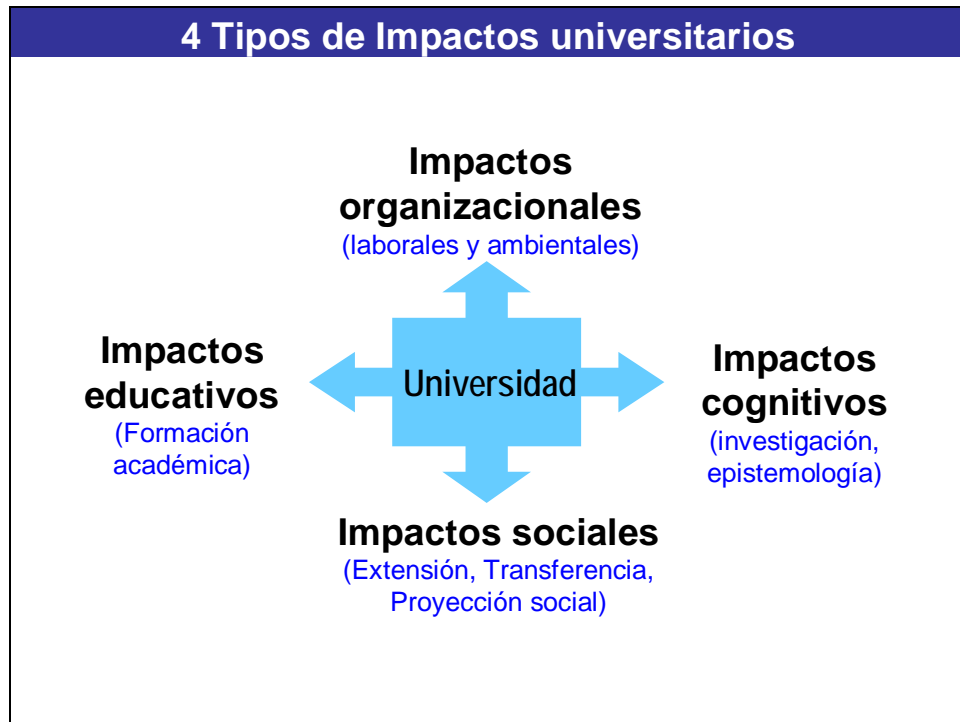 4 Tipos de Impactos universitarios
Impactos
organizacionales
(laborales y ambientales)
Impactos
educativos
(Formación
académica)
Universidad
Impactos
cognitivos
(investigación,
epistemología)
Impactos sociales
(Extensión, Transferencia,
Proyección social)